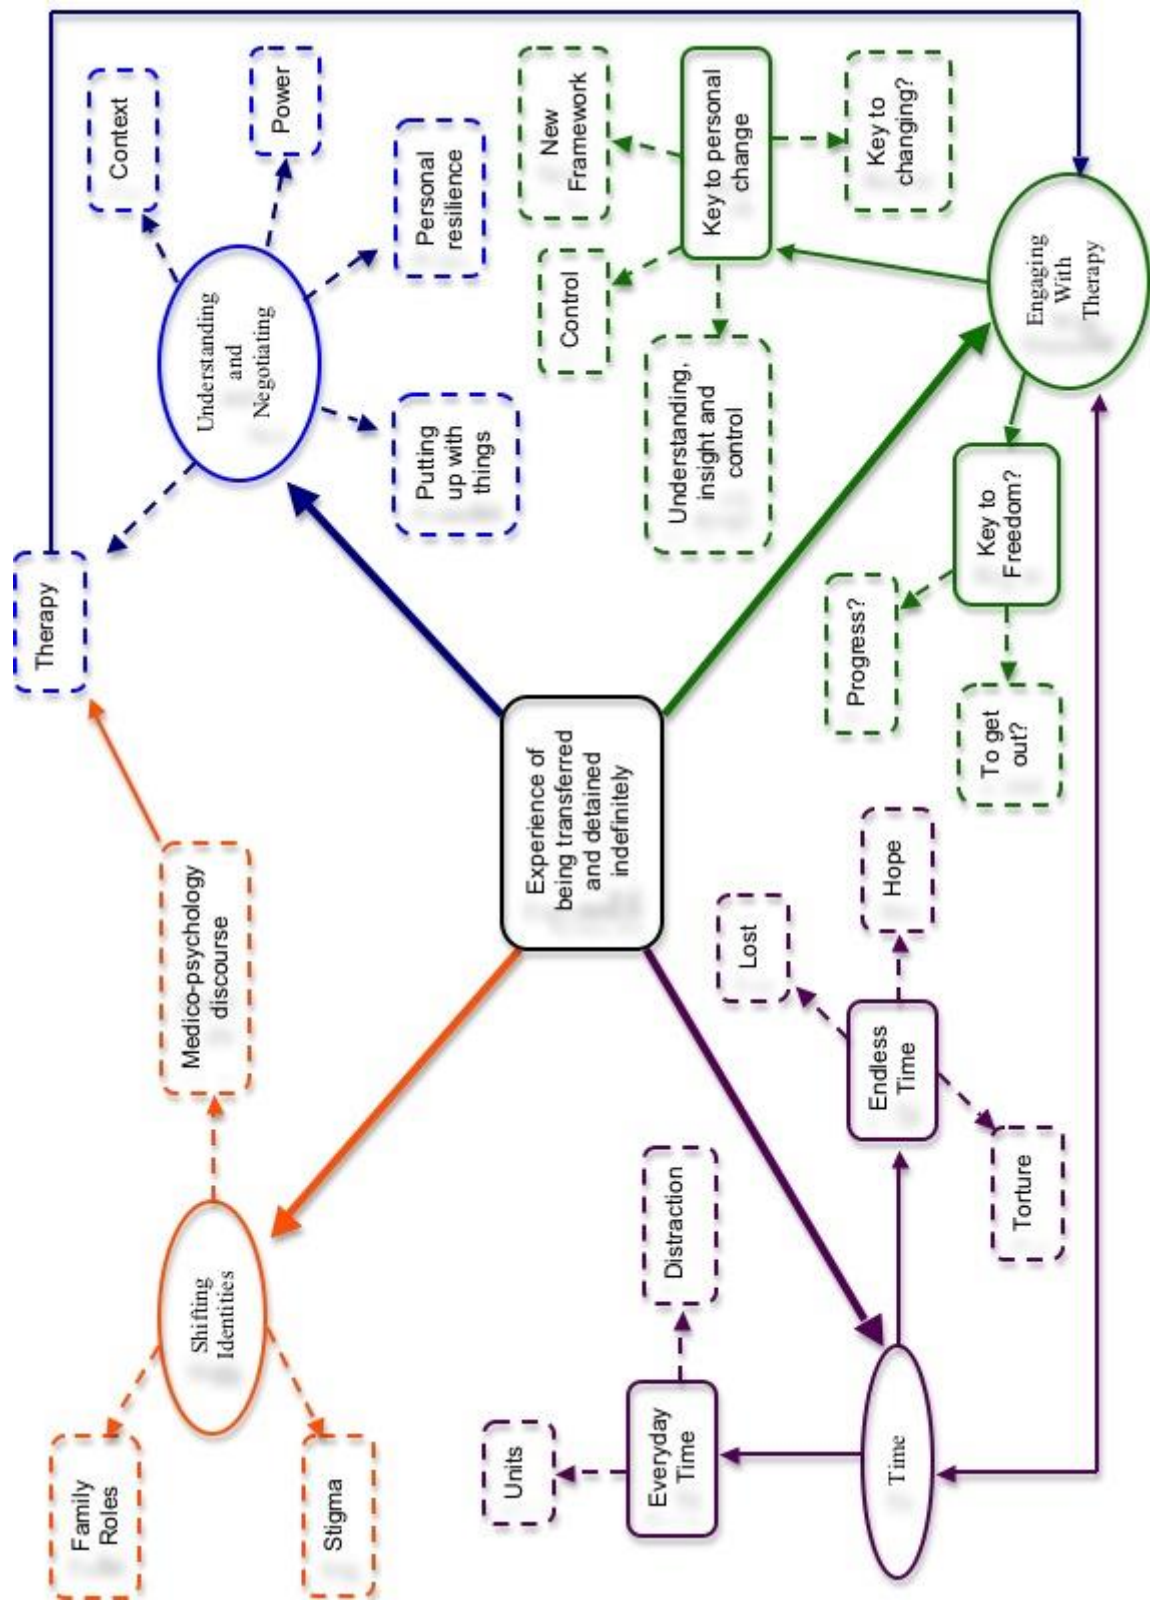 Family
Roles
Stigma
Shifting
Identities
Medico-psychology
discourse
Therapy
Understanding
and
Negotiating
Context
Power
Personal
resilience
Putting
up with
things
Experience of
being transferred
and detained
indefinitely
Units
Everyday
Time
Distraction
Time
Endless
Time
Lost
Hope
Torture
New
Framework
Control
Key to personal
change
Key to
changing?
Understanding,
insight and
control
Engaging
With
Therapy
Key to
Freedom?
Progress?
To get
out?